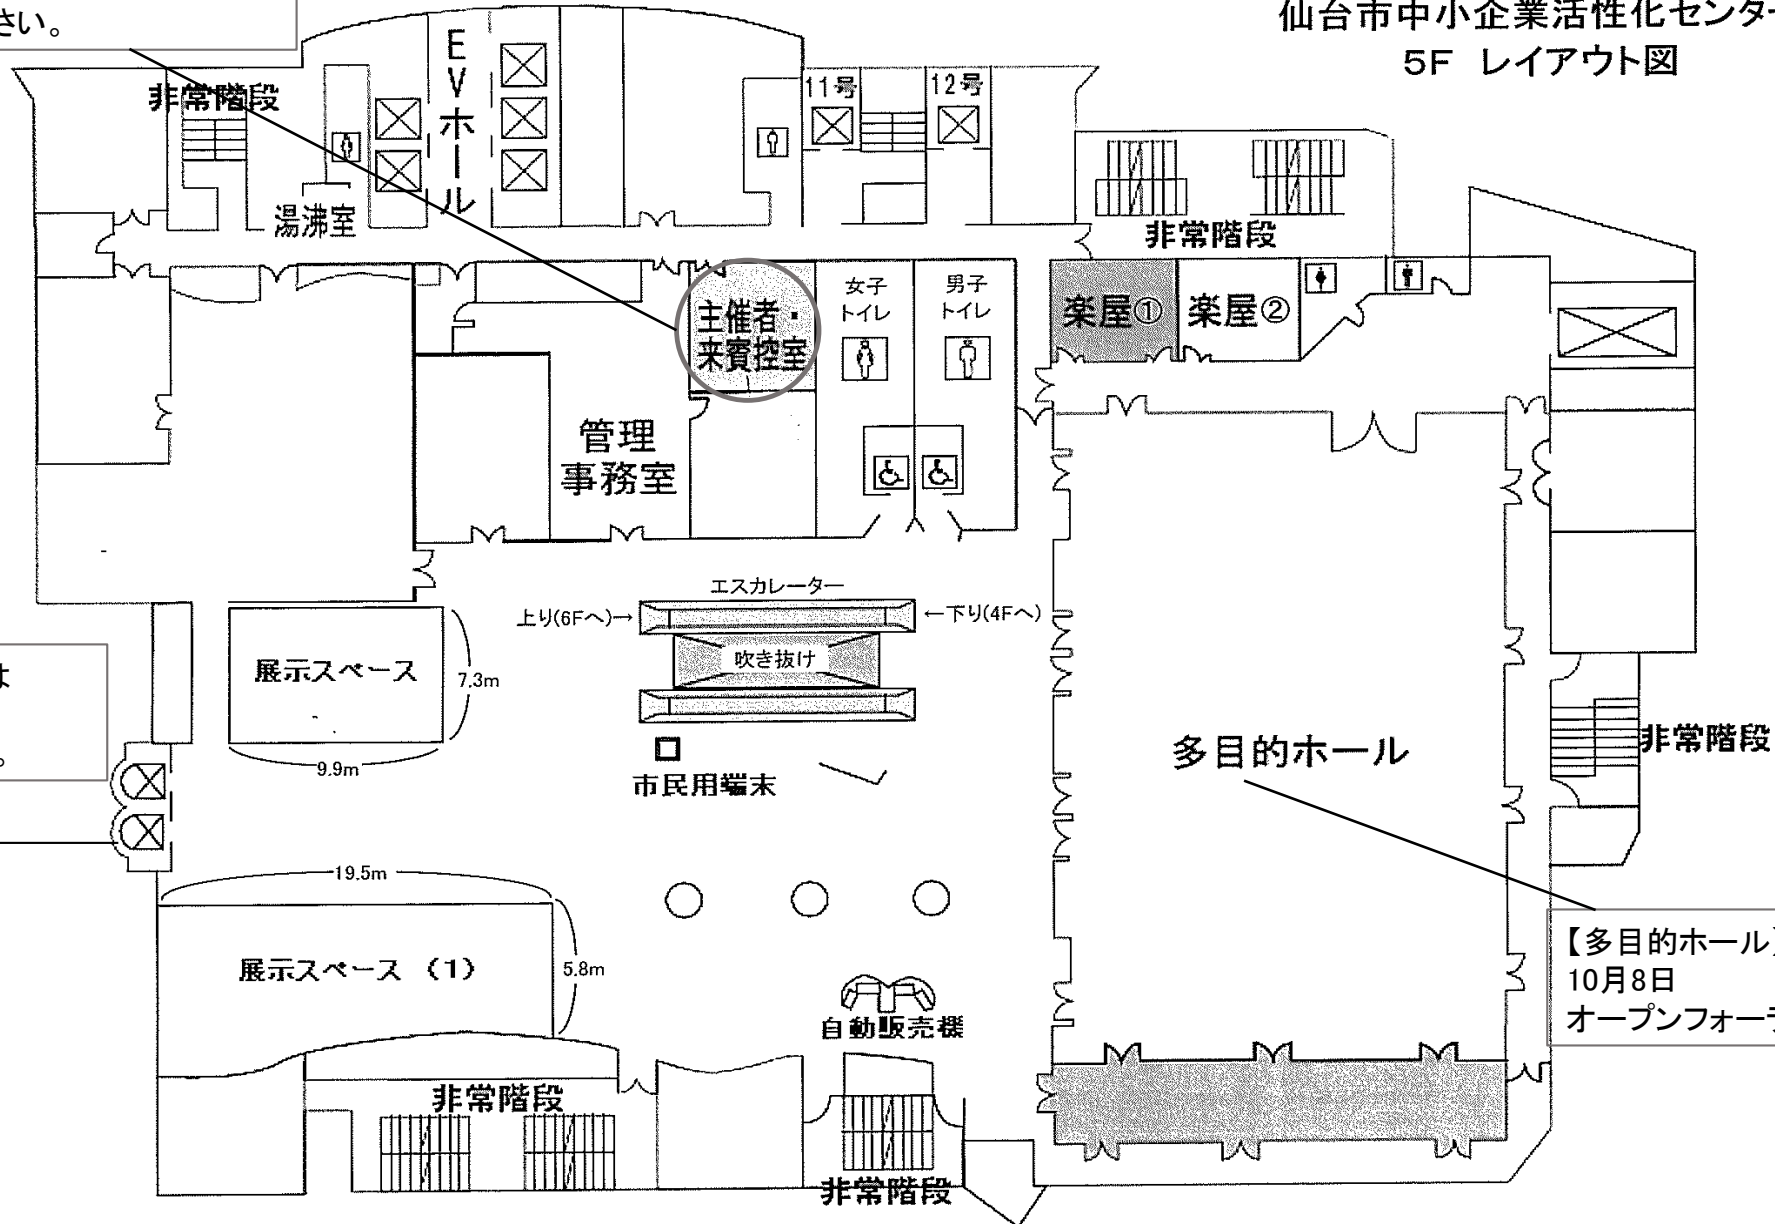 さい。
仙台市中小企業活性化センター
5F レイアウト図
非常階段
EVホール
湯沸室
11号
12号
非常階段
主催者・
来賓控室
女子
トイレ
男子
トイレ
楽屋①
楽屋②
管理
事務室
エスカレーター
上り(6Fへ)→
←下り(4Fへ)
吹き抜け
展示スペース
7.3m
9.9m
は
。
市民用端末
多目的ホール
非常階段
19.5m
展示スペース (1)
5.8m
自動販売機
【多目的ホール】
10月8日
オープンフォーラ
非常階段
非常階段